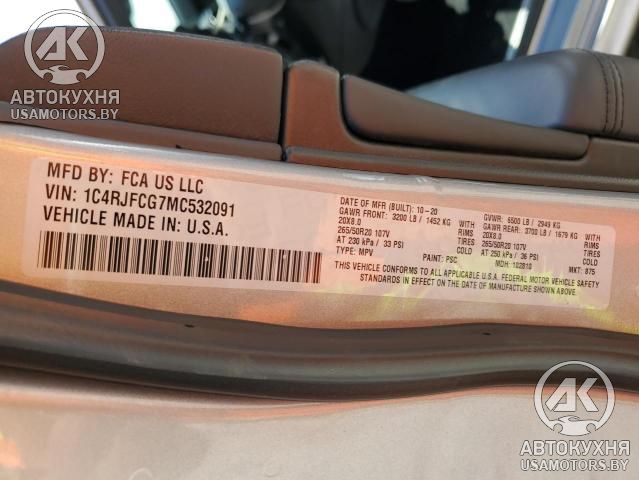 AK
АВТОКУХНЯ
USAMOTORS.BY
MFD BY: FCA US LLC
VIN: 1C4RJFCG7MC532091
VEHICLE MADE IN U.S.A.
DATE OF MFR (BUILT): 10-20 GVWR: 6500 LB / 2949 KG
GAWR FRONT: 3200 LB / 1452 KG WITH GAWR REAR: 3700 LB / 1679 KG WITH
20X8.0 RIMS 20X8.0 RIMS
265/50R20 107V TIRES 265/50R20 107V TIRES
AT 230 kPa / 33 PSI COLD AT 250 kPa / 36 PSI COLD
TYPE: MPV PAINT: PSC MDH: 102810 MKT: 875
THIS VEHICLE CONFORMS TO ALL APPLICABLE U.S.A. FEDERAL MOTOR VEHICLE SAFETY
STANDARDS IN EFFECT ON THE DATE OF MANUFACTURE SHOWN ABOVE.
AK
АВТОКУХНЯ
USAMOTORS.BY